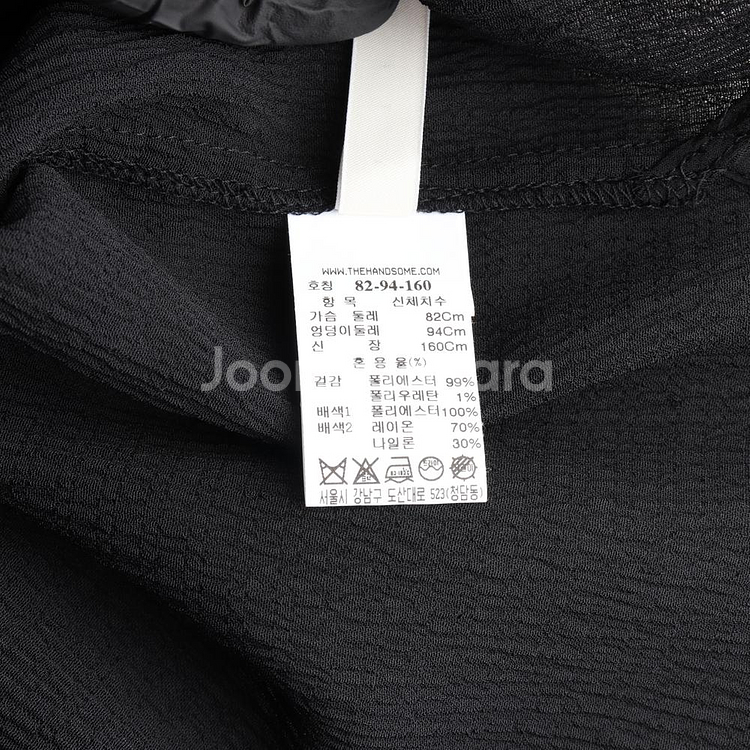 WWW.THEHANDSOME.COM
호칭 82-94-160
항 목 신체치수
가슴 둘레 82Cm
엉덩이둘레 94Cm
신 장 160Cm
혼 용 율(%)
겉감 폴리에스터 99%
폴리우레탄 1%
배색1 폴리에스터100%
배색2 레이온 70%
나일론 30%
서울시 강남구 도산대로 523(청담동)